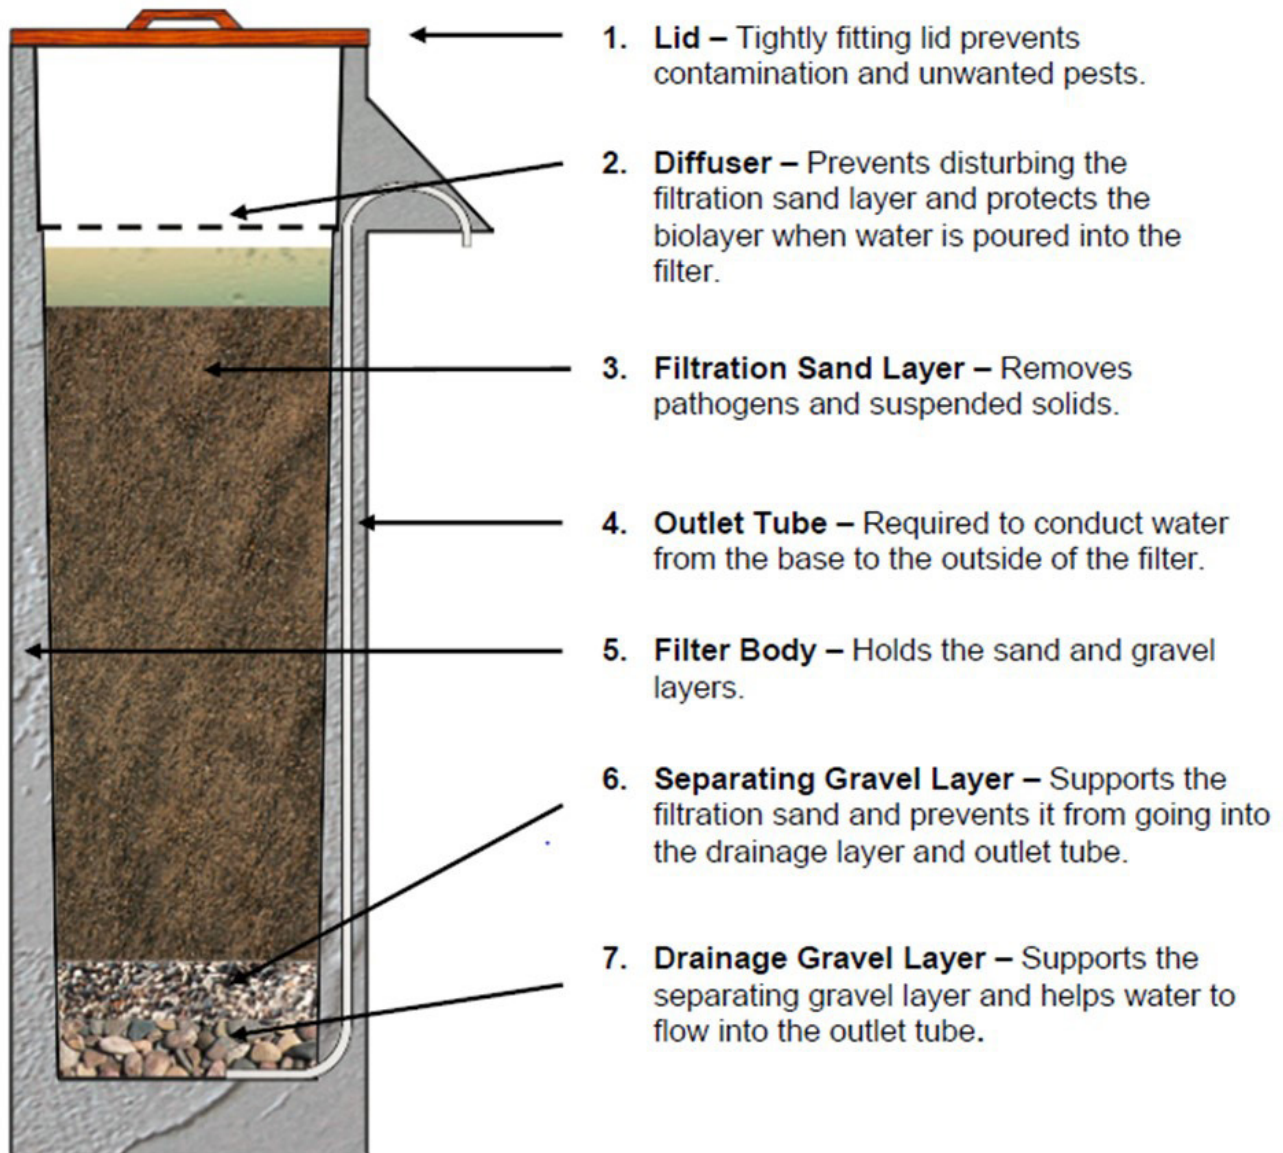 1. Lid – Tightly fitting lid prevents
contamination and unwanted pests.
2. Diffuser – Prevents disturbing the
filtration sand layer and protects the
biolayer when water is poured into the
filter.
3. Filtration Sand Layer – Removes
pathogens and suspended solids.
4. Outlet Tube – Required to conduct water
from the base to the outside of the filter.
5. Filter Body – Holds the sand and gravel
layers.
6. Separating Gravel Layer – Supports the
filtration sand and prevents it from going into
the drainage layer and outlet tube.
7. Drainage Gravel Layer – Supports the
separating gravel layer and helps water to
flow into the outlet tube.